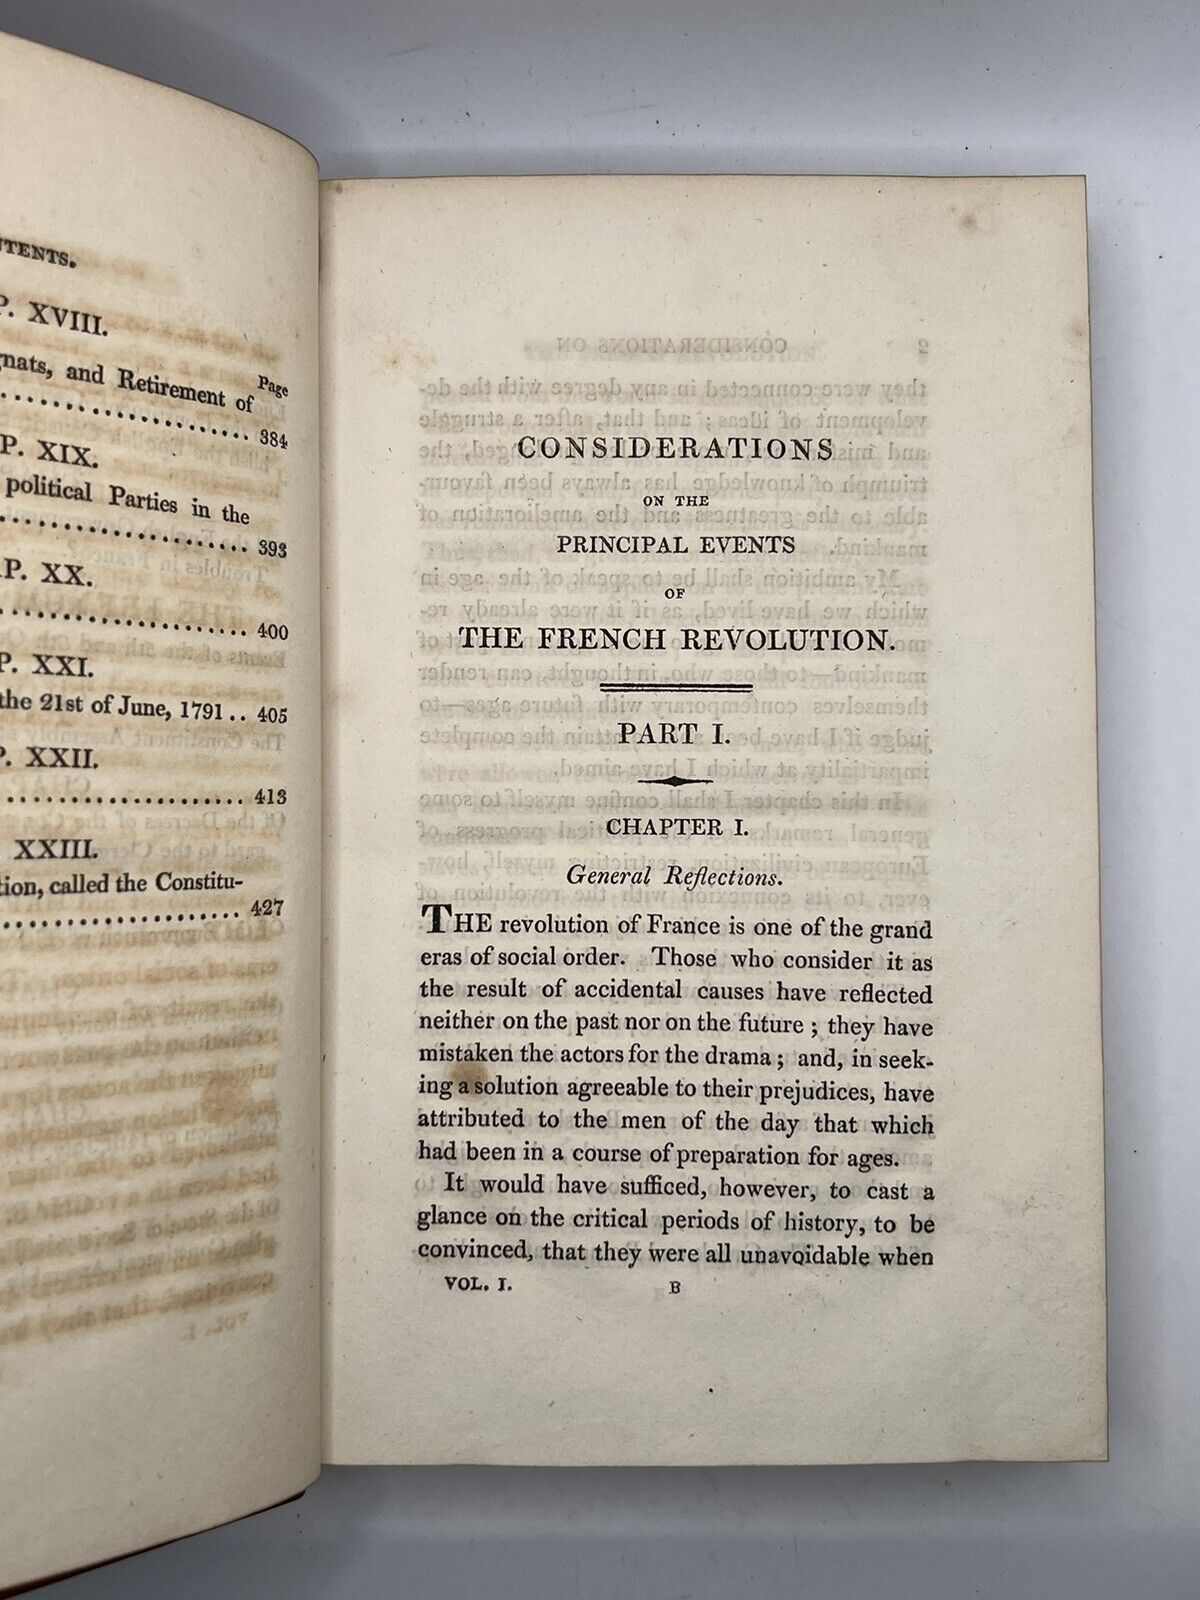 NTENTS.
P. XVIII.
gnats, and Retirement of Page
384
P. XIX.
political Parties in the
393
P. XX.
400
P. XXI.
the 21st of June, 1791.. 405
P. XXII.
413
XXIII.
tion, called the Constitu-
427
CONSIDERATIONS
ON THE
PRINCIPAL EVENTS
OF
THE FRENCH REVOLUTION.
PART I.
CHAPTER I.
General Reflections.
THE revolution of France is one of the grand
eras of social order. Those who consider it as
the result of accidental causes have reflected
neither on the past nor on the future; they have
mistaken the actors for the drama; and, in seek-
ing a solution agreeable to their prejudices, have
attributed to the men of the day that which
had been in a course of preparation for ages.
It would have sufficed, however, to cast a
glance on the critical periods of history, to be
convinced, that they were all unavoidable when
VOL. I. B